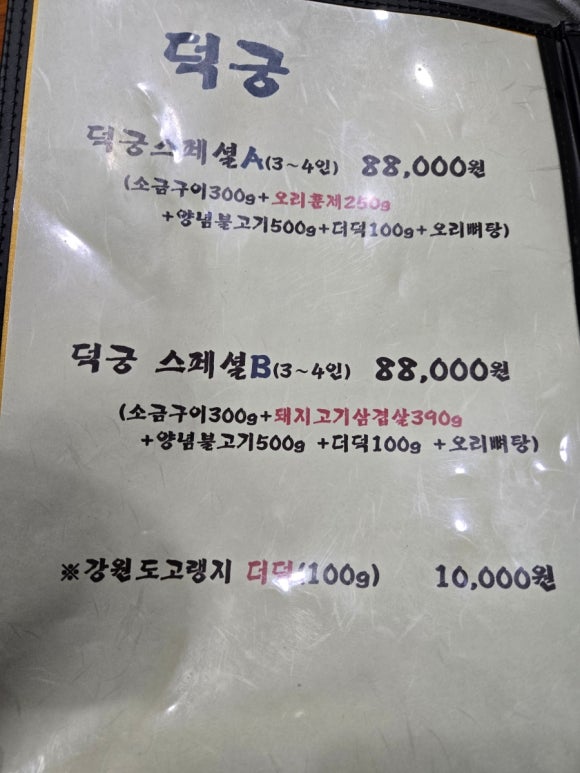 덕궁
덕궁스페셜A(3~4인) 88,000원
(소금구이300g+오리훈제250g
+양념불고기500g+더덕100g+오리뼈탕)
덕궁 스페셜B(3~4인) 88,000원
(소금구이300g+돼지고기삼겹살390g
+양념불고기500g +더덕100g +오리뼈탕)
※강원도고랭지 더덕(100g) 10,000원